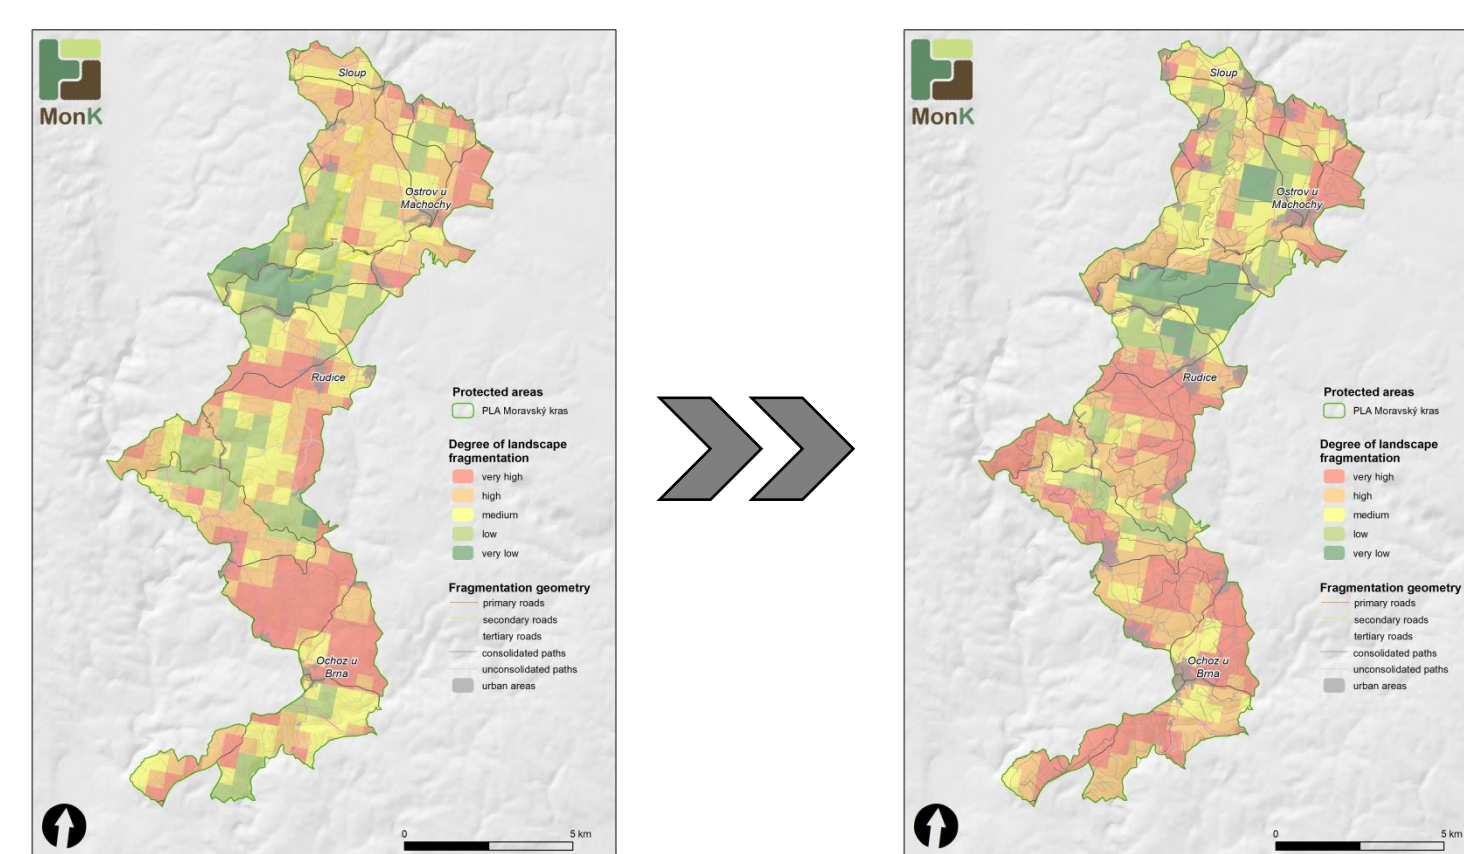 MonK
Sloup
Ostrov u
Machochy
Rudice
Ochoz u
Brna
Protected areas
PLA Moravský kras
Degree of landscape
fragmentation
very high
high
medium
low
very low
Fragmentation geometry
primary roads
secondary roads
tertiary roads
consolidated paths
unconsolidated paths
urban areas
0 5 km
MonK
Sloup
Ostrov u
Machochy
Rudice
Ochoz u
Brna
Protected areas
PLA Moravský kras
Degree of landscape
fragmentation
very high
high
medium
low
very low
Fragmentation geometry
primary roads
secondary roads
tertiary roads
consolidated paths
unconsolidated paths
urban areas
0 5 km